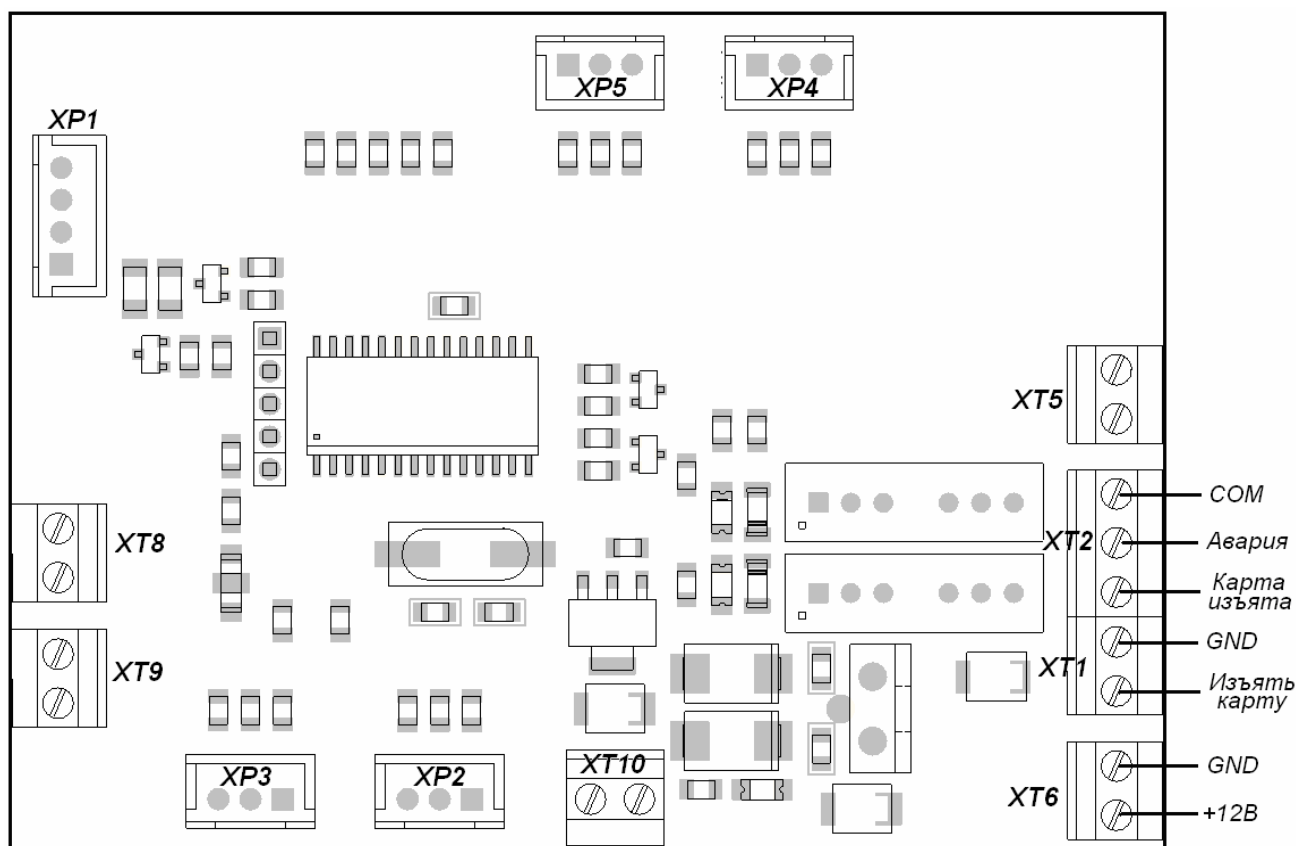 XP5
XP4
XP1
XT5
COM
XT2
Авария
XT8
Карта
изъята
GND
XT9
XT1
Изъять
карту
XP3
XP2
XT10
GND
XT6
+12В